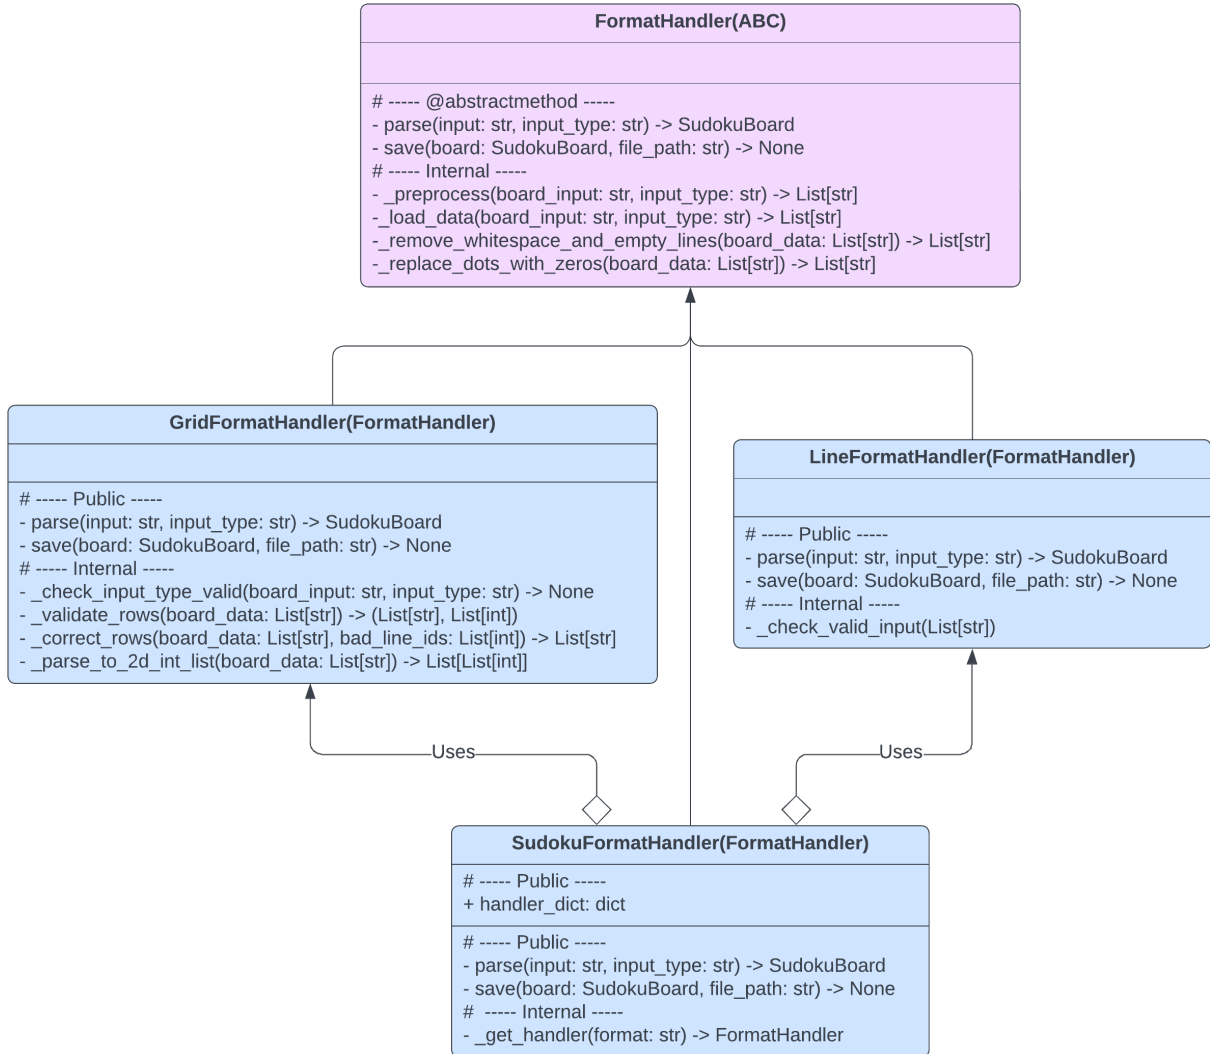 FormatHandler(ABC)
# ----- @abstractmethod -----
- parse(input: str, input_type: str) -> SudokuBoard
- save(board: SudokuBoard, file_path: str) -> None
# ----- Internal -----
- _preprocess(board_input: str, input_type: str) -> List[str]
-_load_data(board_input: str, input_type: str) -> List[str]
-_remove_whitespace_and_empty_lines(board_data: List[str]) -> List[str]
-_replace_dots_with_zeros(board_data: List[str]) -> List[str]
GridFormatHandler(FormatHandler)
# ----- Public -----
- parse(input: str, input_type: str) -> SudokuBoard
- save(board: SudokuBoard, file_path: str) -> None
# ----- Internal -----
- _check_input_type_valid(board_input: str, input_type: str) -> None
- _validate_rows(board_data: List[str]) -> (List[str], List[int])
- _correct_rows(board_data: List[str], bad_line_ids: List[int]) -> List[str]
- _parse_to_2d_int_list(board_data: List[str]) -> List[List[int]]
LineFormatHandler(FormatHandler)
# ----- Public -----
- parse(input: str, input_type: str) -> SudokuBoard
- save(board: SudokuBoard, file_path: str) -> None
# ----- Internal -----
- _check_valid_input(List[str])
Uses
Uses
SudokuFormatHandler(FormatHandler)
# ----- Public -----
+ handler_dict: dict
# ----- Public -----
- parse(input: str, input_type: str) -> SudokuBoard
- save(board: SudokuBoard, file_path: str) -> None
#  ----- Internal -----
- _get_handler(format: str) -> FormatHandler